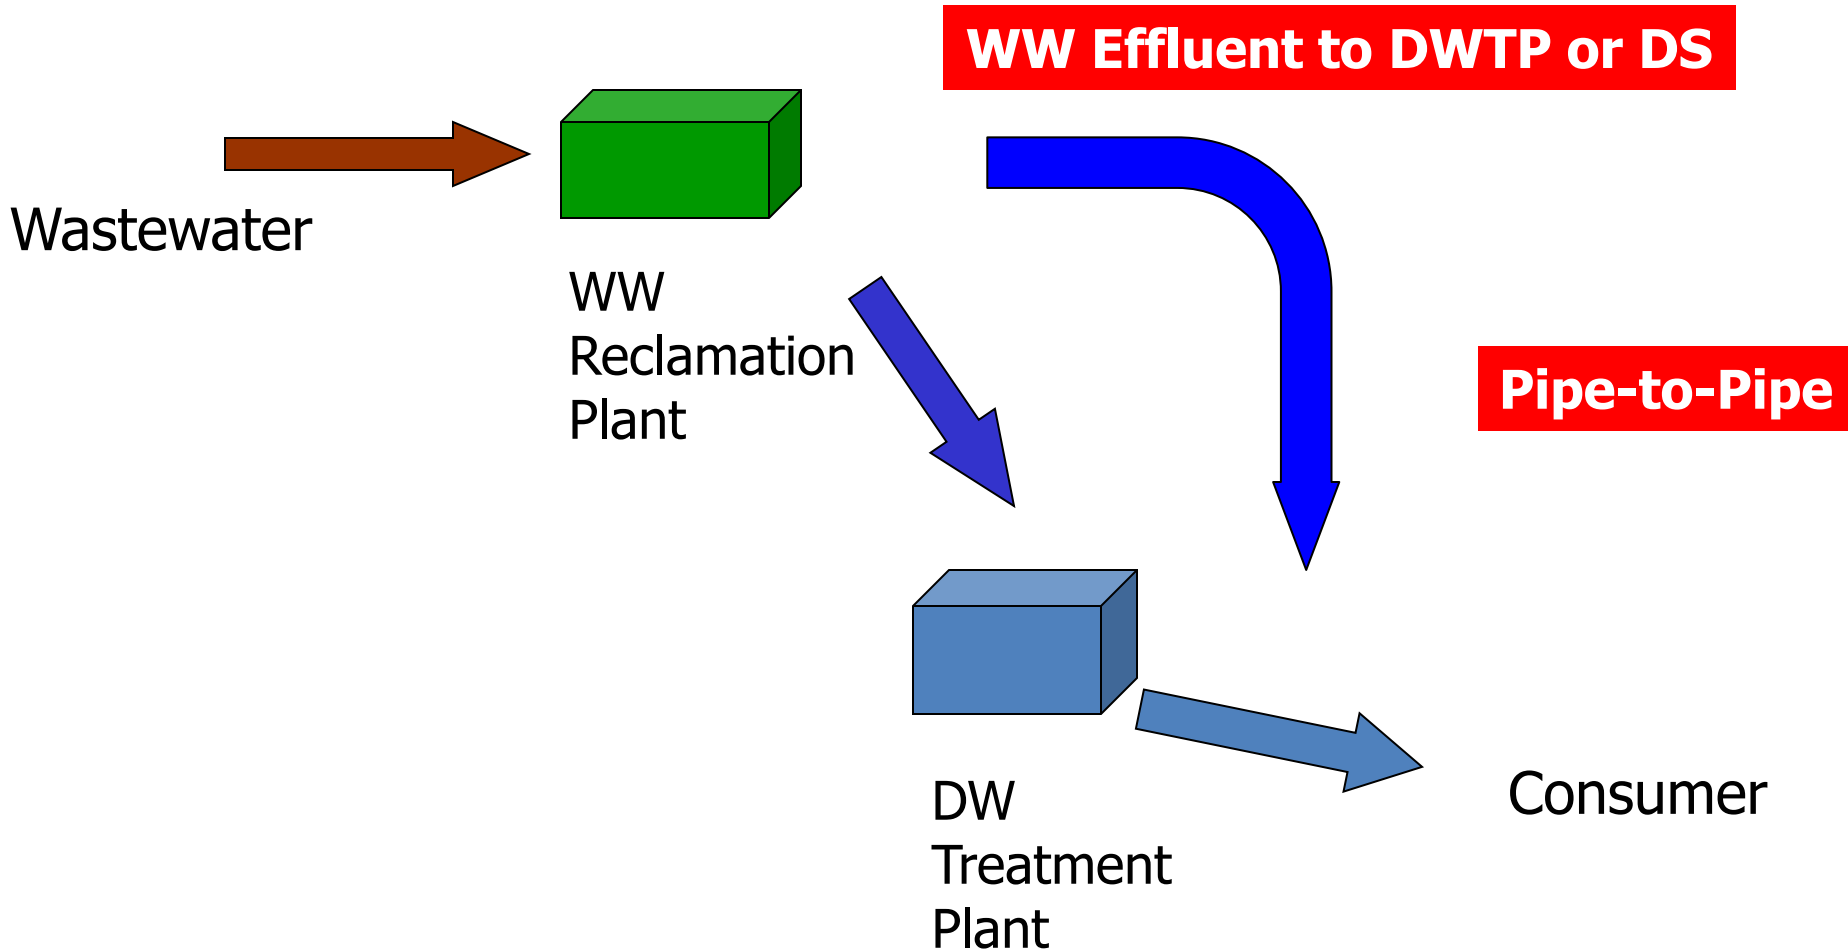 WW Effluent to DWTP or DS
Wastewater
WW
Reclamation
Plant
Pipe-to-Pipe
DW
Treatment
Plant
Consumer